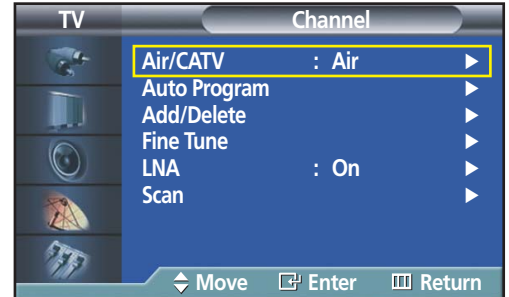 TV Channel
Air/CATV : Air
Auto Program
Add/Delete
Fine Tune
LNA : On
Scan
Move Enter Return